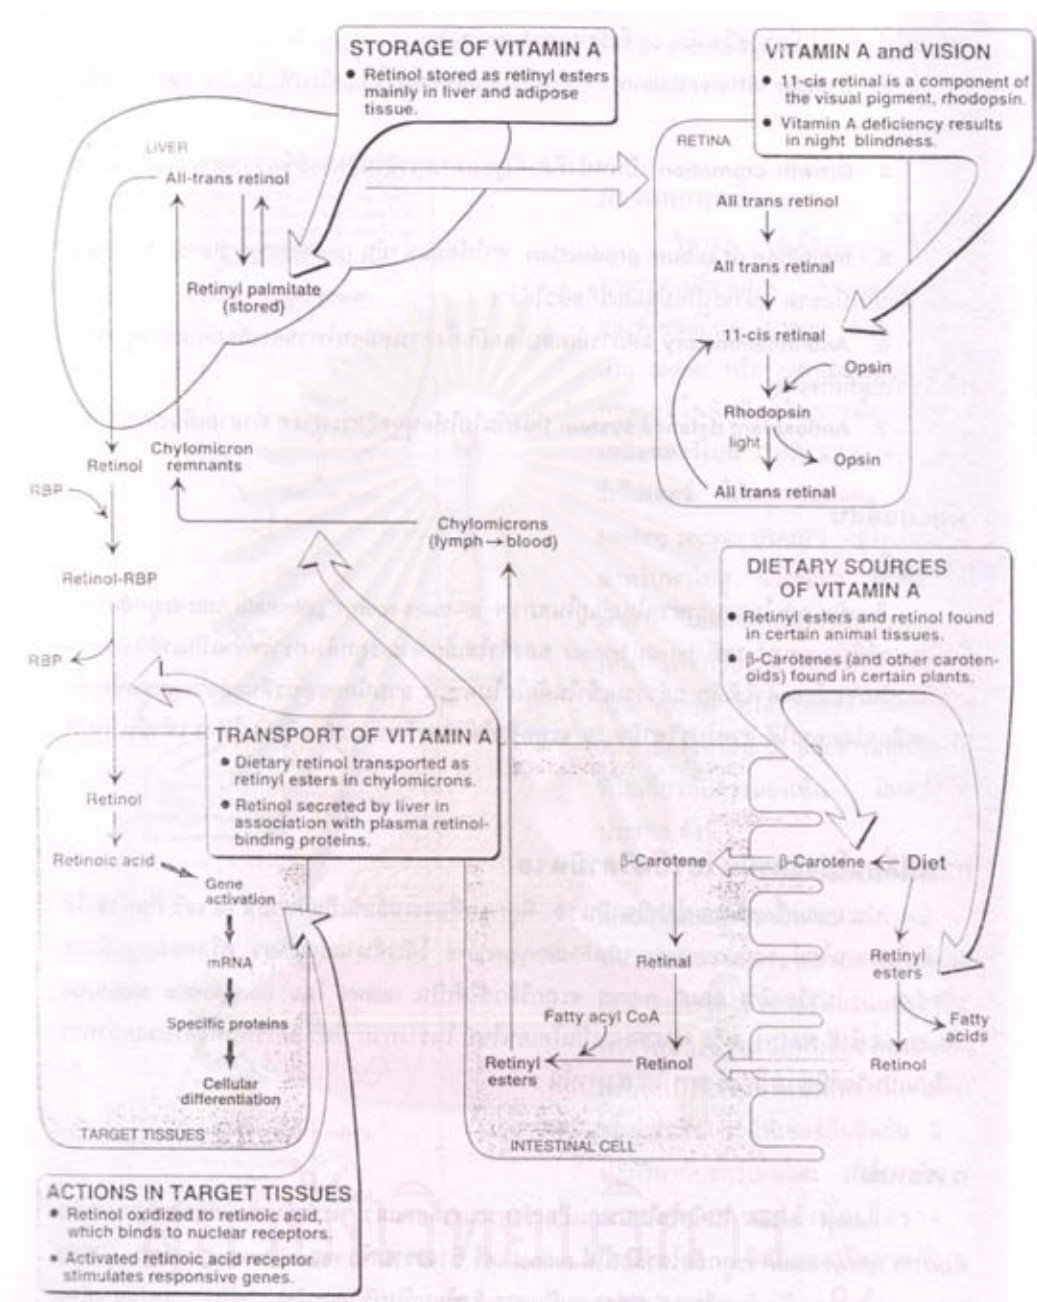 STORAGE OF VITAMIN A
• Retinol stored as retinyl esters
mainly in liver and adipose
tissue.
VITAMIN A and VISION
• 11-cis retinal is a component of
the visual pigment, rhodopsin.
• Vitamin A deficiency results
in night blindness.
LIVER
All-trans retinol
Retinyl palmitate
(stored)
RETINA
All trans retinol
All trans retinal
11-cis retinal
Opsin
Rhodopsin
light
Opsin
All trans retinal
Retinol
Chylomicron
remnants
RBP
Chylomicrons
(lymph→blood)
Retinol-RBP
RBP
DIETARY SOURCES
OF VITAMIN A
• Retinyl esters and retinol found
in certain animal tissues.
• β-Carotenes (and other caroten-
oids) found in certain plants.
TRANSPORT OF VITAMIN A
• Dietary retinol transported as
retinyl esters in chylomicrons.
• Retinol secreted by liver in
association with plasma retinol-
binding proteins.
Retinol
Retinoic acid
Gene
activation
mRNA
Specific proteins
Cellular
differentiation
TARGET TISSUES
β-Carotene
β-Carotene
Diet
Retinal
Retinyl
esters
Fatty acyl CoA
Fatty
acids
Retinyl
esters
Retinol
Retinol
INTESTINAL CELL
ACTIONS IN TARGET TISSUES
• Retinol oxidized to retinoic acid,
which binds to nuclear receptors.
• Activated retinoic acid receptor
stimulates responsive genes.